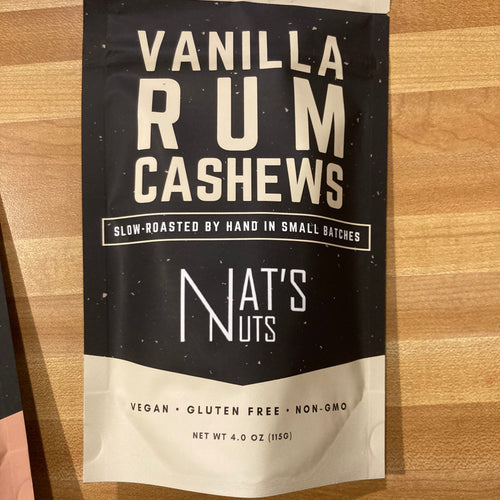 VANILLA
RUM
CASHEWS
SLOW-ROASTED BY HAND IN SMALL BATCHES
NAT'S
NUTS
VEGAN • GLUTEN FREE • NON-GMO
NET WT 4.0 OZ (115G)